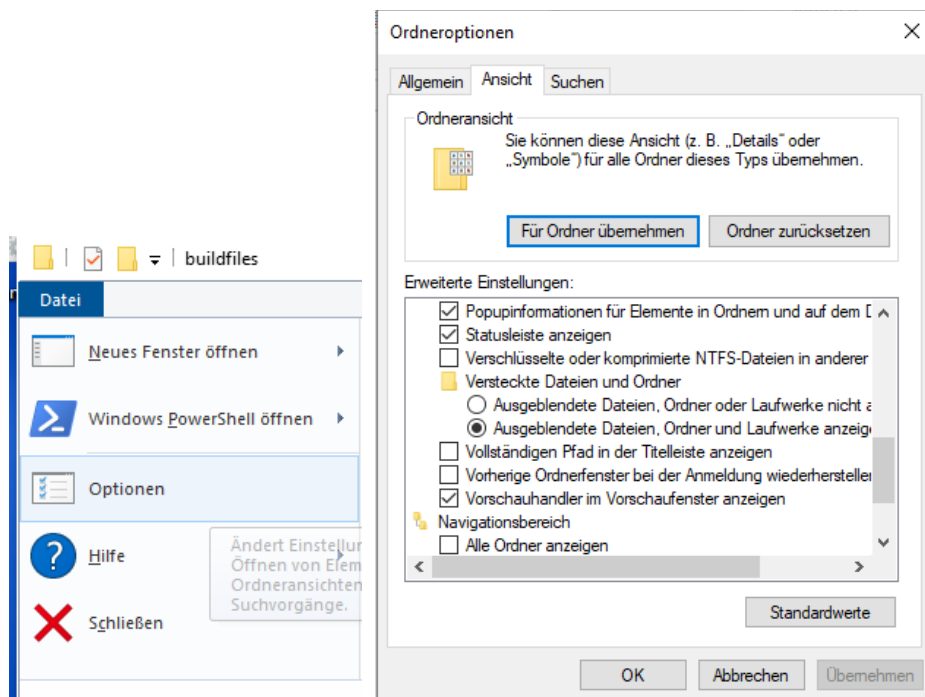 buildfiles
Datei
Neues Fenster öffnen
Windows PowerShell öffnen
Optionen
Hilfe
Ändert Einstellur
Öffnen von Elem
Ordneransichten
Suchvorgänge.
Schließen
Ordneroptionen
Allgemein Ansicht Suchen
Ordneransicht
Sie können diese Ansicht (z. B. „Details" oder
„Symbole") für alle Ordner dieses Typs übernehmen.
Für Ordner übernehmen Ordner zurücksetzen
Erweiterte Einstellungen:
Popupinformationen für Elemente in Ordnern und auf dem D
Statusleiste anzeigen
Verschlüsselte oder komprimierte NTFS-Dateien in anderer
Versteckte Dateien und Ordner
Ausgeblendete Dateien, Ordner oder Laufwerke nicht a
Ausgeblendete Dateien, Ordner und Laufwerke anzeige
Vollständigen Pfad in der Titelleiste anzeigen
Vorherige Ordnerfenster bei der Anmeldung wiederhersteller
Vorschauhandler im Vorschaufenster anzeigen
Navigationsbereich
Alle Ordner anzeigen
Standardwerte
OK Abbrechen Übernehmen